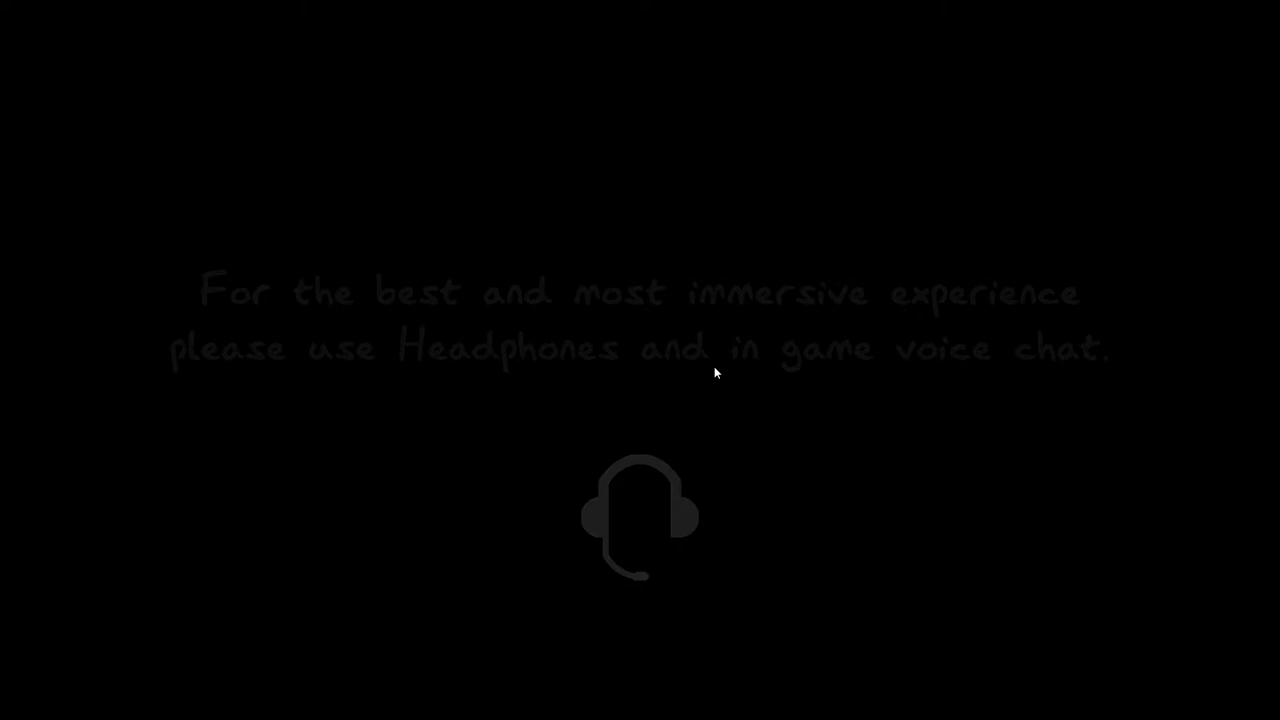 For the best and most immersive experience
please use Headphones and in game voice chat.